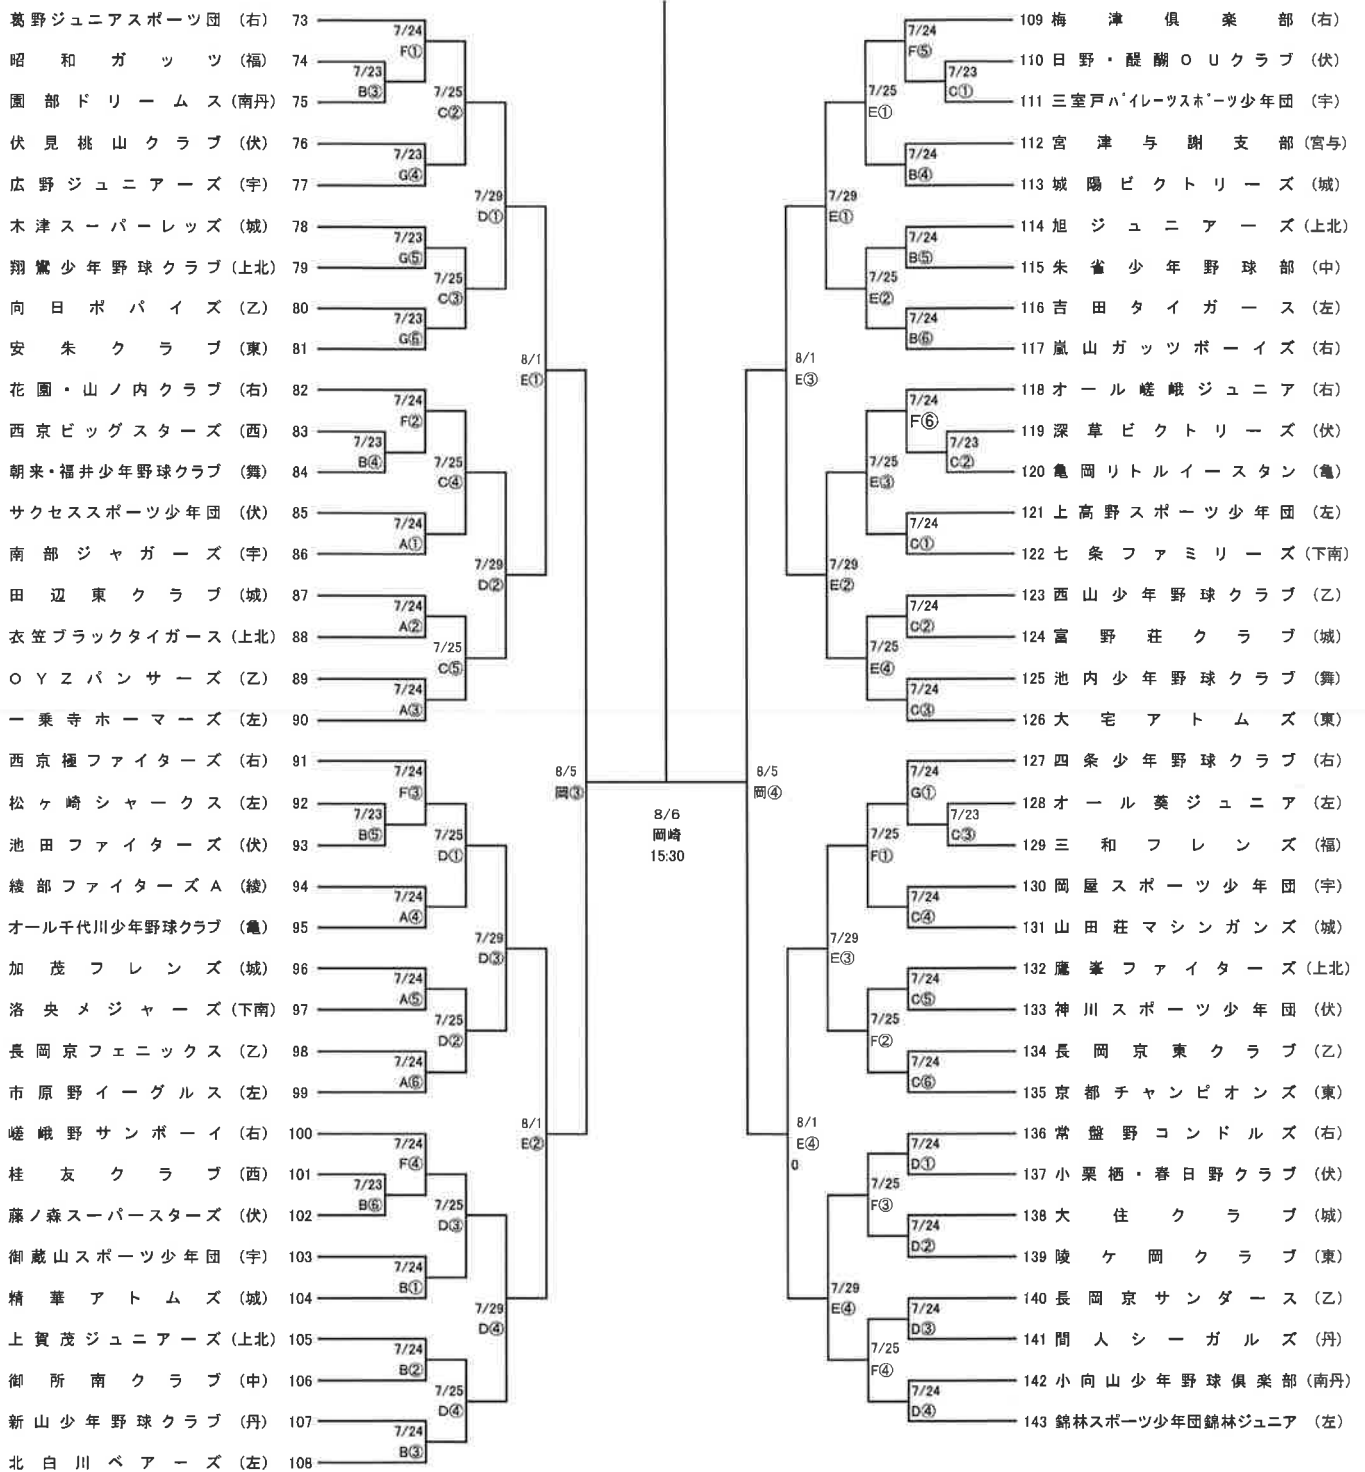 葛野ジュニアスポーツ団 (右) 73
昭和ガッツ (福) 74
園部ドリームス (南丹) 75
伏見桃山クラブ (伏) 76
広野ジュニアーズ (宇) 77
木津スーパーレッズ (城) 78
翔鸞少年野球クラブ (上北) 79
向日ポパイズ (乙) 80
安朱クラブ (東) 81
花園・山ノ内クラブ (右) 82
西京ビッグスターズ (西) 83
朝来・福井少年野球クラブ (舞) 84
サクセススポーツ少年団 (伏) 85
南部ジャガーズ (宇) 86
田辺東クラブ (城) 87
衣笠ブラックタイガース (上北) 88
OYZパンサーズ (乙) 89
一乗寺ホーマーズ (左) 90
西京極ファイターズ (右) 91
松ヶ崎シャークス (左) 92
池田ファイターズ (伏) 93
綾部ファイターズA (綾) 94
オール千代川少年野球クラブ (亀) 95
加茂フレンズ (城) 96
洛央メジャーズ (下南) 97
長岡京フェニックス (乙) 98
市原野イーグルス (左) 99
嵯峨野サンボーイ (右) 100
桂友クラブ (西) 101
藤ノ森スーパースターズ (伏) 102
御蔵山スポーツ少年団 (宇) 103
精華アトムズ (城) 104
上賀茂ジュニアーズ (上北) 105
御所南クラブ (中) 106
新山少年野球クラブ (丹) 107
北白川ベアーズ (左) 108
7/24
F①
7/23
B③
7/25
C②
7/23
G④
7/29
D①
7/23
G⑤
7/25
C③
7/23
G⑥
8/1
E①
7/24
F②
7/23
B④
7/25
C④
7/24
A①
7/29
D②
7/24
A②
7/25
C⑤
7/24
A③
8/5
岡③
7/24
F③
7/23
B⑤
7/25
D①
7/24
A④
7/29
D③
7/24
A⑤
7/25
D②
7/24
A⑥
8/1
E②
7/24
F④
7/23
B⑥
7/25
D③
7/24
B①
7/29
D④
7/24
B②
7/25
D④
7/24
B③
8/6
岡崎
15:30
7/24
F⑤
7/23
C①
7/25
E①
7/24
B④
7/29
E①
7/24
B⑤
7/25
E②
7/24
B⑥
8/1
E③
7/24
F⑥
7/23
C②
7/25
E③
7/24
C①
7/29
E②
7/24
C②
7/25
E④
7/24
C③
8/5
岡④
7/24
G①
7/23
C③
7/25
F①
7/24
C④
7/29
E③
7/24
C⑤
7/25
F②
7/24
C⑥
8/1
E④
0
7/24
D①
7/25
F③
7/24
D②
7/29
E④
7/24
D③
7/25
F④
7/24
D④
109 梅津倶楽部 (右)
110 日野・醍醐OUクラブ (伏)
111 三室戸パイレーツスポーツ少年団 (宇)
112 宮津与謝支部 (宮与)
113 城陽ビクトリーズ (城)
114 旭ジュニアーズ (上北)
115 朱雀少年野球部 (中)
116 吉田タイガース (左)
117 嵐山ガッツボーイズ (右)
118 オール嵯峨ジュニア (右)
119 深草ビクトリーズ (伏)
120 亀岡リトルイースタン (亀)
121 上高野スポーツ少年団 (左)
122 七条ファミリーズ (下南)
123 西山少年野球クラブ (乙)
124 富野荘クラブ (城)
125 池内少年野球クラブ (舞)
126 大宅アトムズ (東)
127 四条少年野球クラブ (右)
128 オール葵ジュニア (左)
129 三和フレンズ (福)
130 岡屋スポーツ少年団 (宇)
131 山田荘マシンガンズ (城)
132 鷹峯ファイターズ (上北)
133 神川スポーツ少年団 (伏)
134 長岡京東クラブ (乙)
135 京都チャンピオンズ (東)
136 常盤野コンドルズ (右)
137 小栗栖・春日野クラブ (伏)
138 大住クラブ (城)
139 陵ケ岡クラブ (東)
140 長岡京サンダース (乙)
141 間人シーガルズ (丹)
142 小向山少年野球倶楽部 (南丹)
143 錦林スポーツ少年団錦林ジュニア (左)